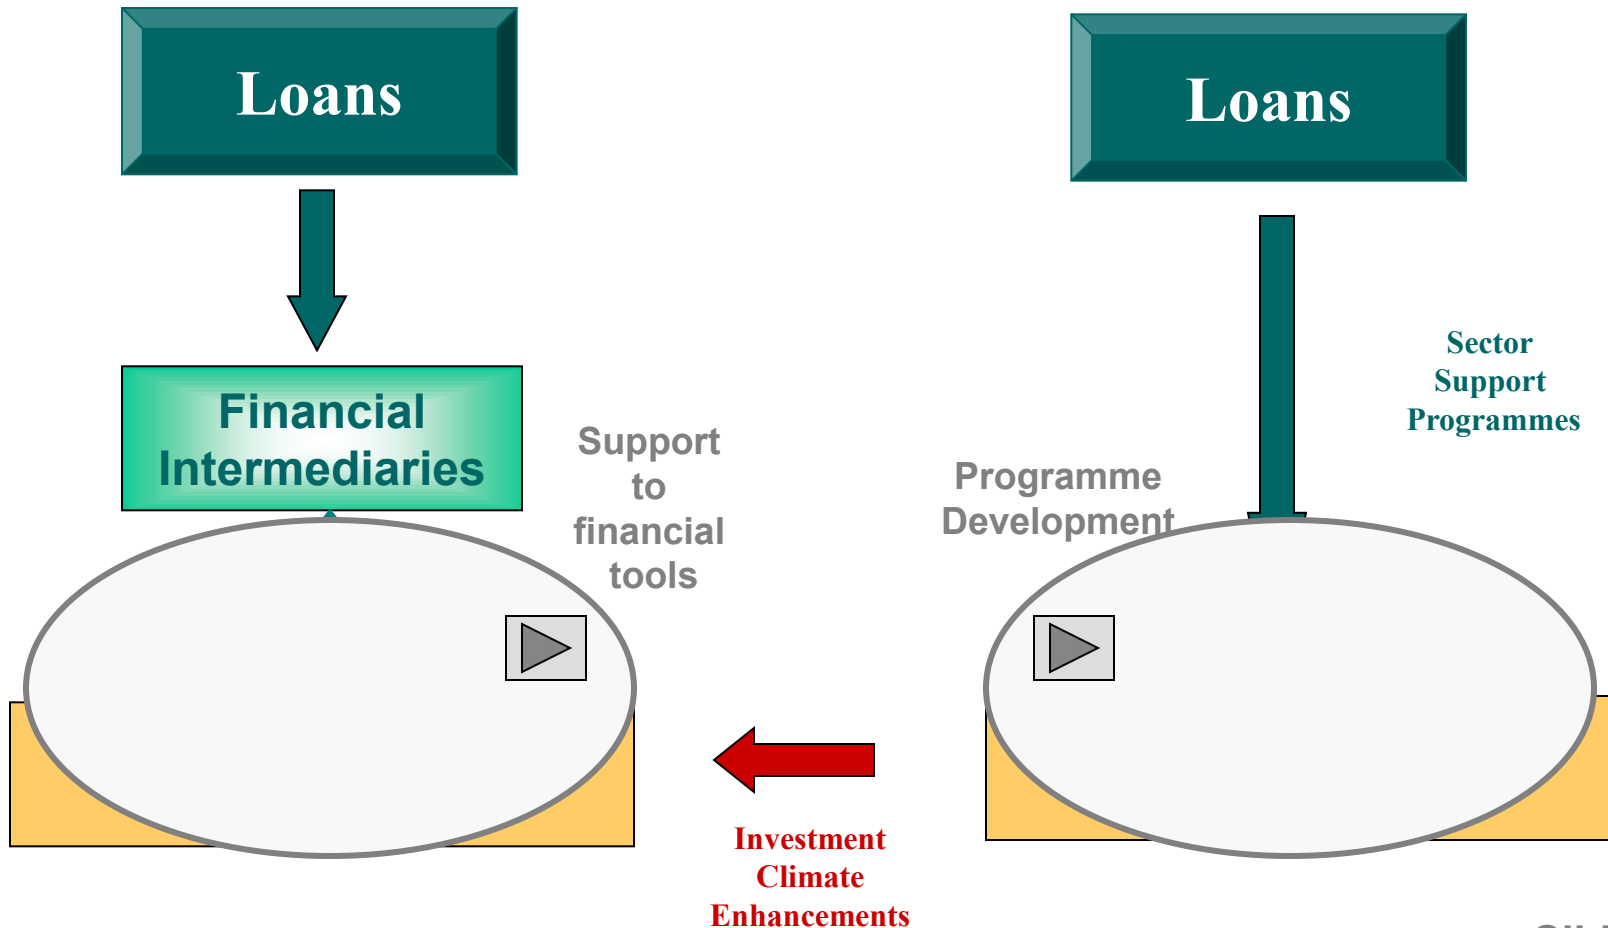 Loans
Loans
Financial
Intermediaries
Support
to
financial
tools
Programme
Development
Sector
Support
Programmes
Investment
Climate
Enhancements